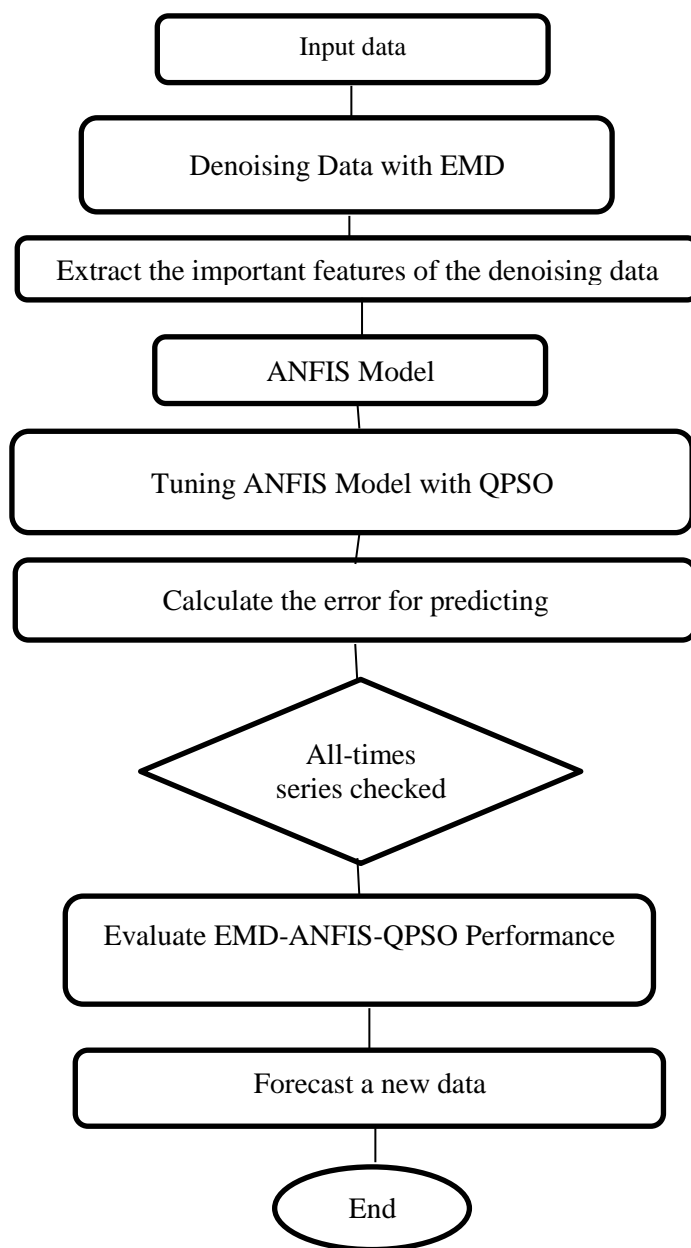 Input data
Denoising Data with EMD
Extract the important features of the denoising data
ANFIS Model
Tuning ANFIS Model with QPSO
Calculate the error for predicting
All-times
series checked
Evaluate EMD-ANFIS-QPSO Performance
Forecast a new data
End